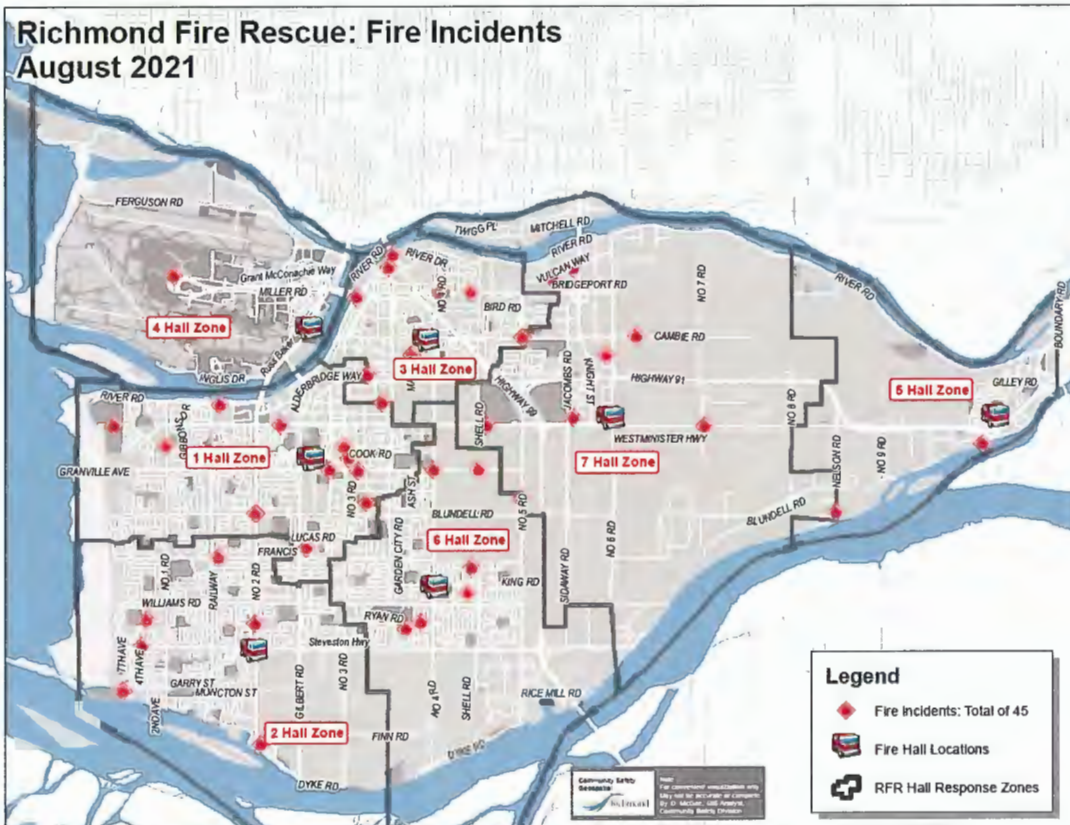 Richmond Fire Rescue: Fire Incidents
August 2021
FERGUSON RD
Grant McConachie Way
MILLER RD
4 Hall Zone
INGLIS DR
RIVER RD
RIVER DR
TWIGG PL
MITCHELL RD
RIVER RD
VULCAN WAY
BRIDGEPORT RD
BIRD RD
NO 7 RD
RIVER RD
BOUNDARY RD
CAMBIE RD
3 Hall Zone
ALDERBRIDGE WAY
HIGHWAY 99
SHELL RD
JACOMBS RD
KNIGHT ST
HIGHWAY 91
5 Hall Zone
GILLEY RD
RIVER RD
1 Hall Zone
GRANVILLE AVE
COOK RD
NO 3 RD
ASH ST
WESTMINSTER HWY
7 Hall Zone
NO 8 RD
NELSON RD
NO 9 RD
BLUNDELL RD
BLUNDELL RD
NO 5 RD
NO 6 RD
6 Hall Zone
LUCAS RD
FRANCIS
GARDEN CITY RD
NO 1 RD
RAILWAY
NO 2 RD
KING RD
SIDAWAY RD
WILLIAMS RD
RYAN RD
Steveston Hwy
7TH AVE
4TH AVE
GARRY ST
MONCTON ST
2ND AVE
GILBERT RD
NO 3 RD
NO 4 RD
SHELL RD
RICE MILL RD
2 Hall Zone
FINN RD
DYKE RD
DYKE RD
Legend
Fire Incidents: Total of 45
Fire Hall Locations
RFR Hall Response Zones
Community Safety
Richmond